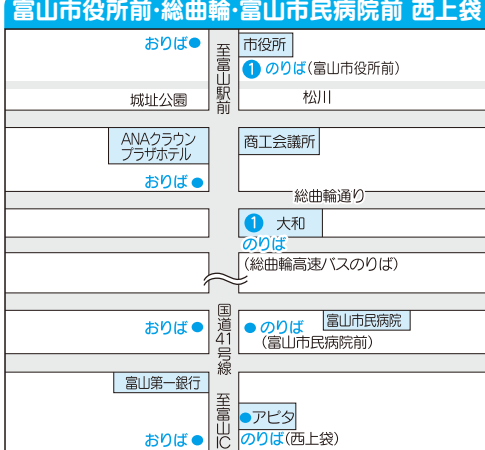 富山市役所前・総曲輪・富山市民病院前 西上袋
おりば●
至富山駅前
市役所
❶ のりば(富山市役所前)
城址公園
松川
ANAクラウン
プラザホテル
商工会議所
おりば●
総曲輪通り
❶ 大和
のりば
(総曲輪高速バスのりば)
国道41号線
おりば●
●のりば
富山市民病院
(富山市民病院前)
富山第一銀行
至富山IC
●アピタ
おりば●
のりば(西上袋)